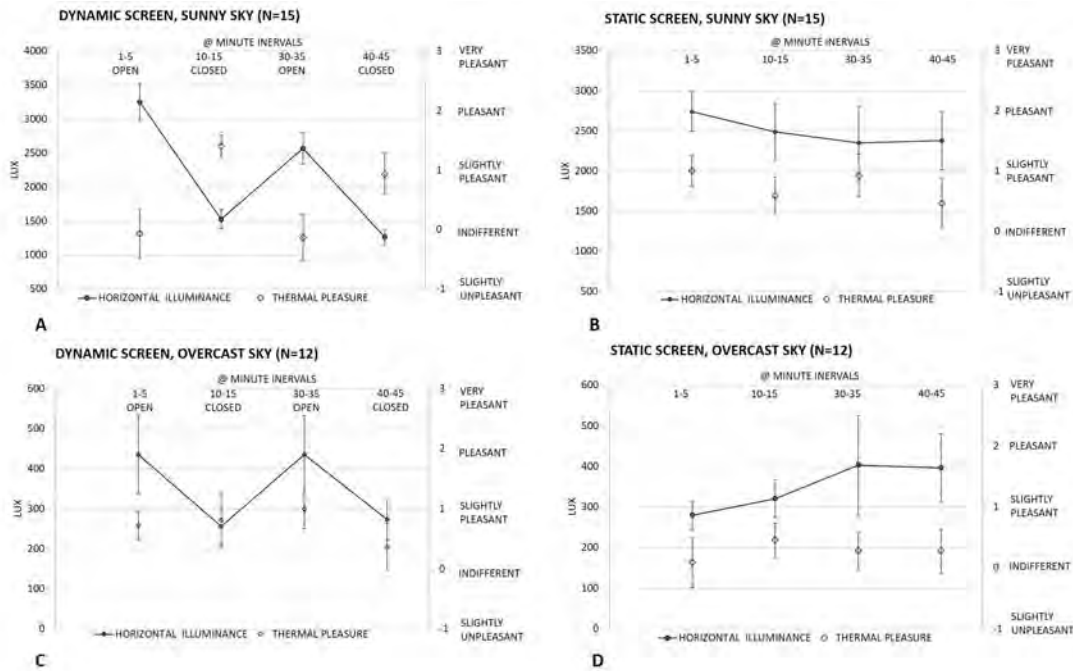 DYNAMIC SCREEN, SUNNY SKY (N=15)
@ MINUTE INERVALS
1-5 10-15 30-35 40-45
OPEN CLOSED OPEN CLOSED
4000
3500
3000
2500
2000
1500
1000
500
LUX
3 VERY
PLEASANT
2 PLEASANT
1 SLIGHTLY
PLEASANT
0 INDIFFERENT
-1 SLIGHTLY
UNPLEASANT
HORIZONTAL ILLUMINANCE THERMAL PLEASURE
A
STATIC SCREEN, SUNNY SKY (N=15)
@ MINUTE INERVALS
1-5 10-15 30-35 40-45
3500
3000
2500
2000
1500
1000
500
LUX
3 VERY
PLEASANT
2 PLEASANT
1 SLIGHTLY
PLEASANT
0 INDIFFERENT
-1 SLIGHTLY
UNPLEASANT
HORIZONTAL ILLUMINANCE THERMAL PLEASURE
B
DYNAMIC SCREEN, OVERCAST SKY (N=12)
@ MINUTE INERVALS
1-5 10-15 30-35 40-45
OPEN CLOSED OPEN CLOSED
600
500
400
300
200
100
0
LUX
3 VERY
PLEASANT
2 PLEASANT
1 SLIGHTLY
PLEASANT
0 INDIFFERENT
-1 SLIGHTLY
UNPLEASANT
HORIZONTAL ILLUMINANCE THERMAL PLEASURE
C
STATIC SCREEN, OVERCAST SKY (N=12)
@ MINUTE INERVALS
1-5 10-15 30-35 40-45
600
500
400
300
200
100
0
LUX
3 VERY
PLEASANT
2 PLEASANT
1 SLIGHTLY
PLEASANT
0 INDIFFERENT
-1 SLIGHTLY
UNPLEASANT
HORIZONTAL ILLUMINANCE THERMAL PLEASURE
D